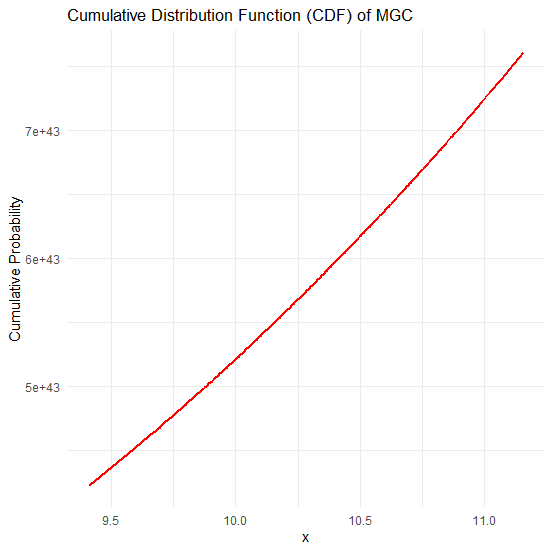 Cumulative Distribution Function (CDF) of MGC
7e+43
6e+43
5e+43
Cumulative Probability
9.5 10.0 10.5 11.0
x